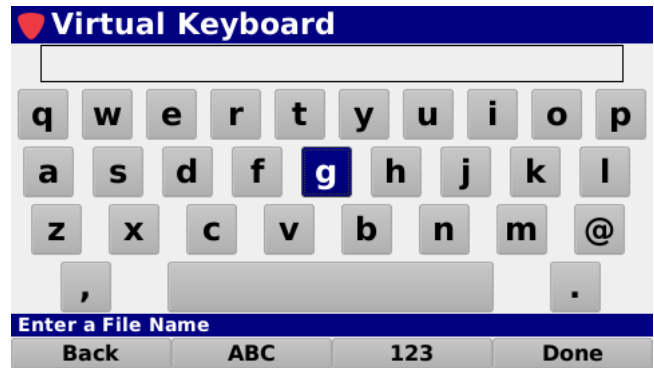 Virtual Keyboard
q w e r t y u i o p
a s d f g h j k l
z x c v b n m @
, .
Enter a File Name
Back ABC 123 Done